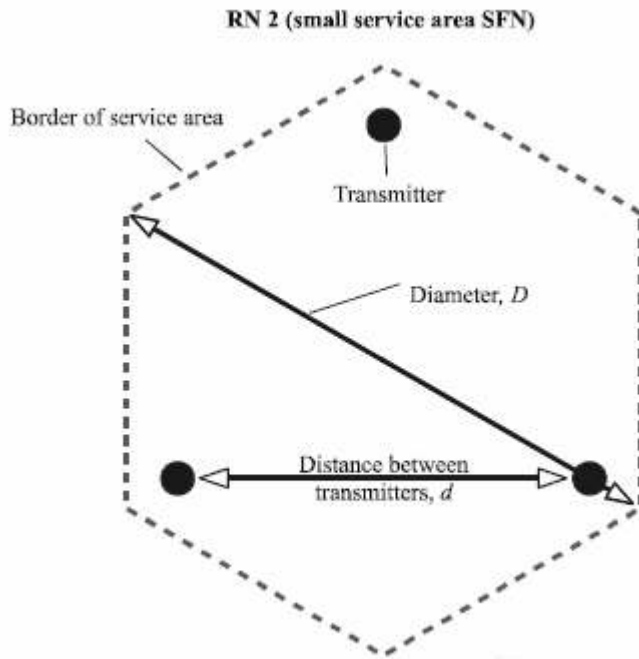 RN 2 (small service area SFN)
Border of service area
Transmitter
Diameter, D
Distance between
transmitters, d